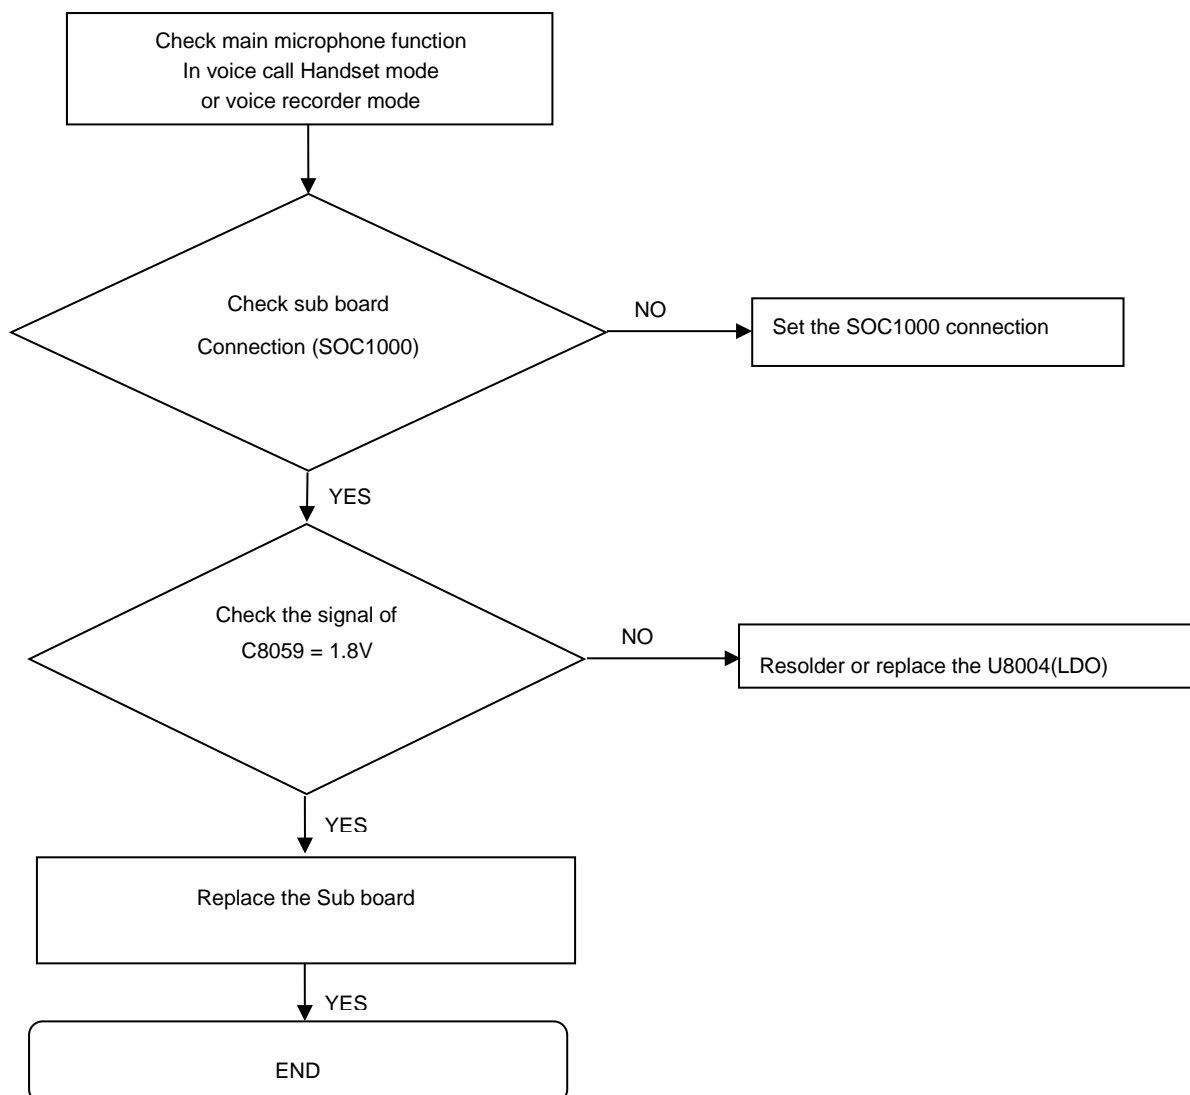 Check main microphone function
In voice call Handset mode
or voice recorder mode
Check sub board
Connection (SOC1000)
NO
Set the SOC1000 connection
YES
Check the signal of
C8059 = 1.8V
NO
Resolder or replace the U8004(LDO)
YES
Replace the Sub board
YES
END